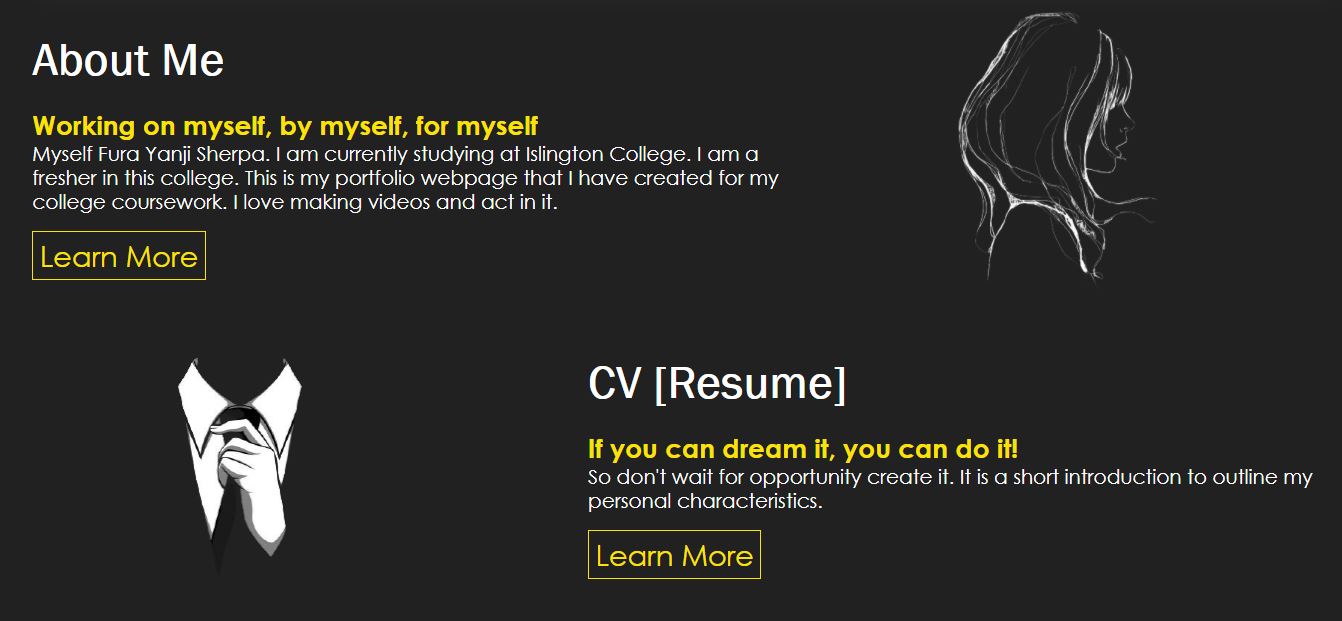 About Me
Working on myself, by myself, for myself
Myself Fura Yanji Sherpa. I am currently studying at Islington College. I am a
fresher in this college. This is my portfolio webpage that I have created for my
college coursework. I love making videos and act in it.
Learn More
CV [Resume]
If you can dream it, you can do it!
So don't wait for opportunity create it. It is a short introduction to outline my
personal characteristics.
Learn More